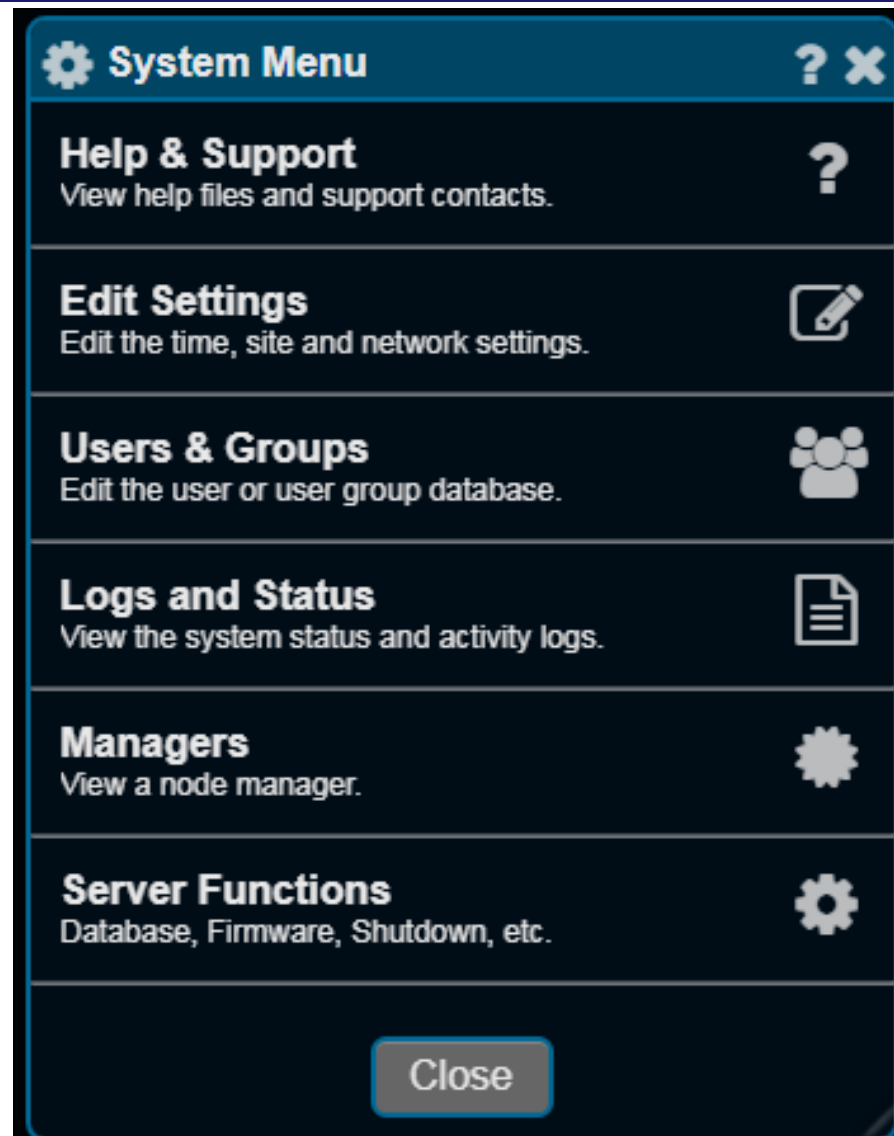 System Menu ? ✖
Help & Support ?
View help files and support contacts.
Edit Settings
Edit the time, site and network settings.
Users & Groups
Edit the user or user group database.
Logs and Status
View the system status and activity logs.
Managers
View a node manager.
Server Functions
Database, Firmware, Shutdown, etc.
Close